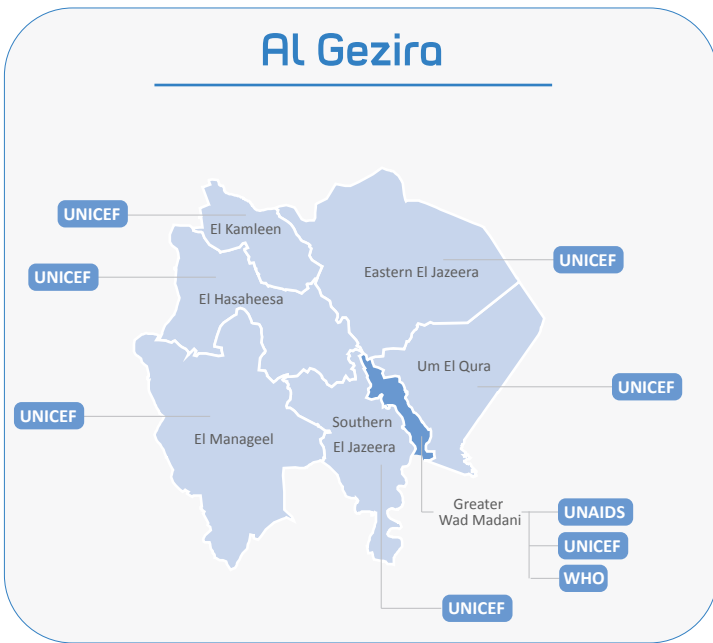 Al Gezira
UNICEF
El Kamleen
UNICEF
Eastern El Jazeera
UNICEF
El Hasaheesa
Um El Qura
UNICEF
UNICEF
El Manageel
Southern
El Jazeera
Greater
Wad Madani
UNAIDS
UNICEF
WHO
UNICEF